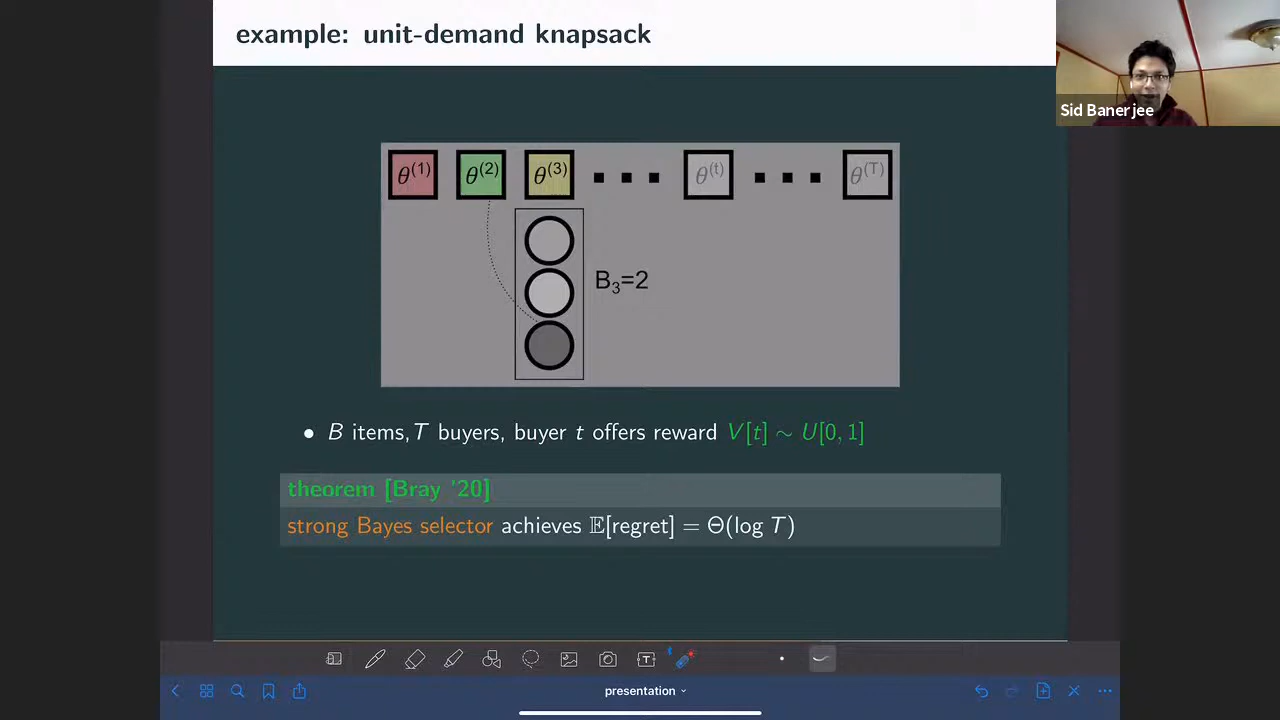 example: unit-demand knapsack
Sid Banerjee
θ(1) θ(2) θ(3) θ(t) θ(T)
B3=2
• B items, T buyers, buyer t offers reward V[t] ∼ U[0, 1]
theorem [Bray '20]
strong Bayes selector achieves 𝔼[regret] = Θ(log T)
T
presentation